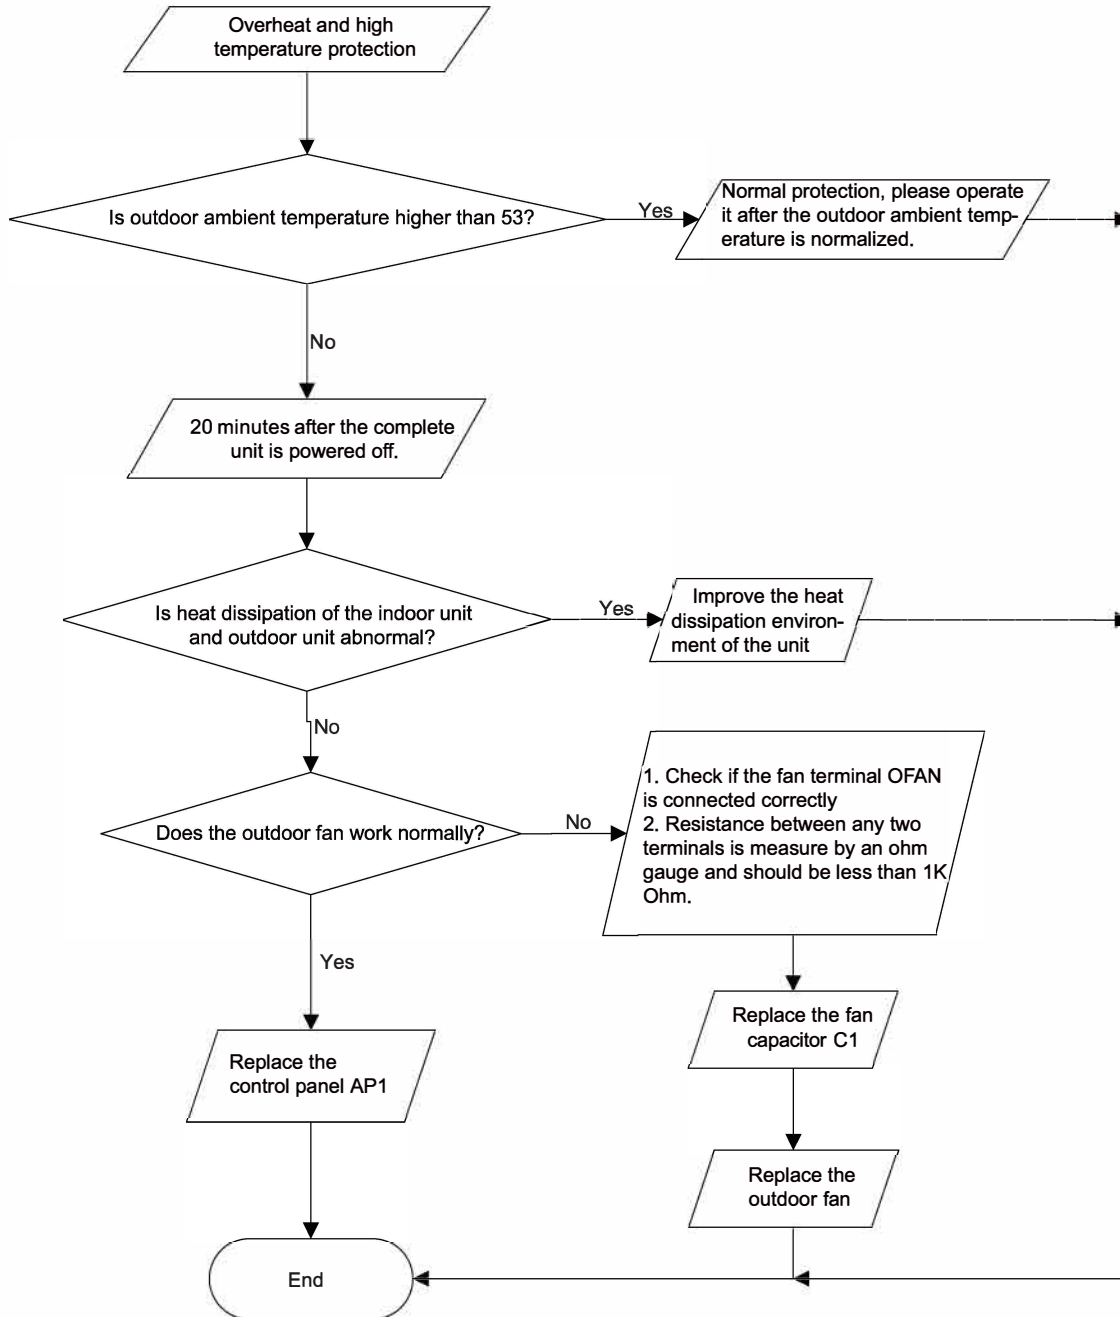 Overheat and high
temperature protection
Is outdoor ambient temperature higher than 53?
Yes
Normal protection, please operate
it after the outdoor ambient temp-
erature is normalized.
No
20 minutes after the complete
unit is powered off.
Is heat dissipation of the indoor unit
and outdoor unit abnormal?
Yes
Improve the heat
dissipation environ-
ment of the unit
No
Does the outdoor fan work normally?
No
1. Check if the fan terminal OFAN
is connected correctly
2. Resistance between any two
terminals is measure by an ohm
gauge and should be less than 1K
Ohm.
Yes
Replace the fan
capacitor C1
Replace the
control panel AP1
Replace the
outdoor fan
End